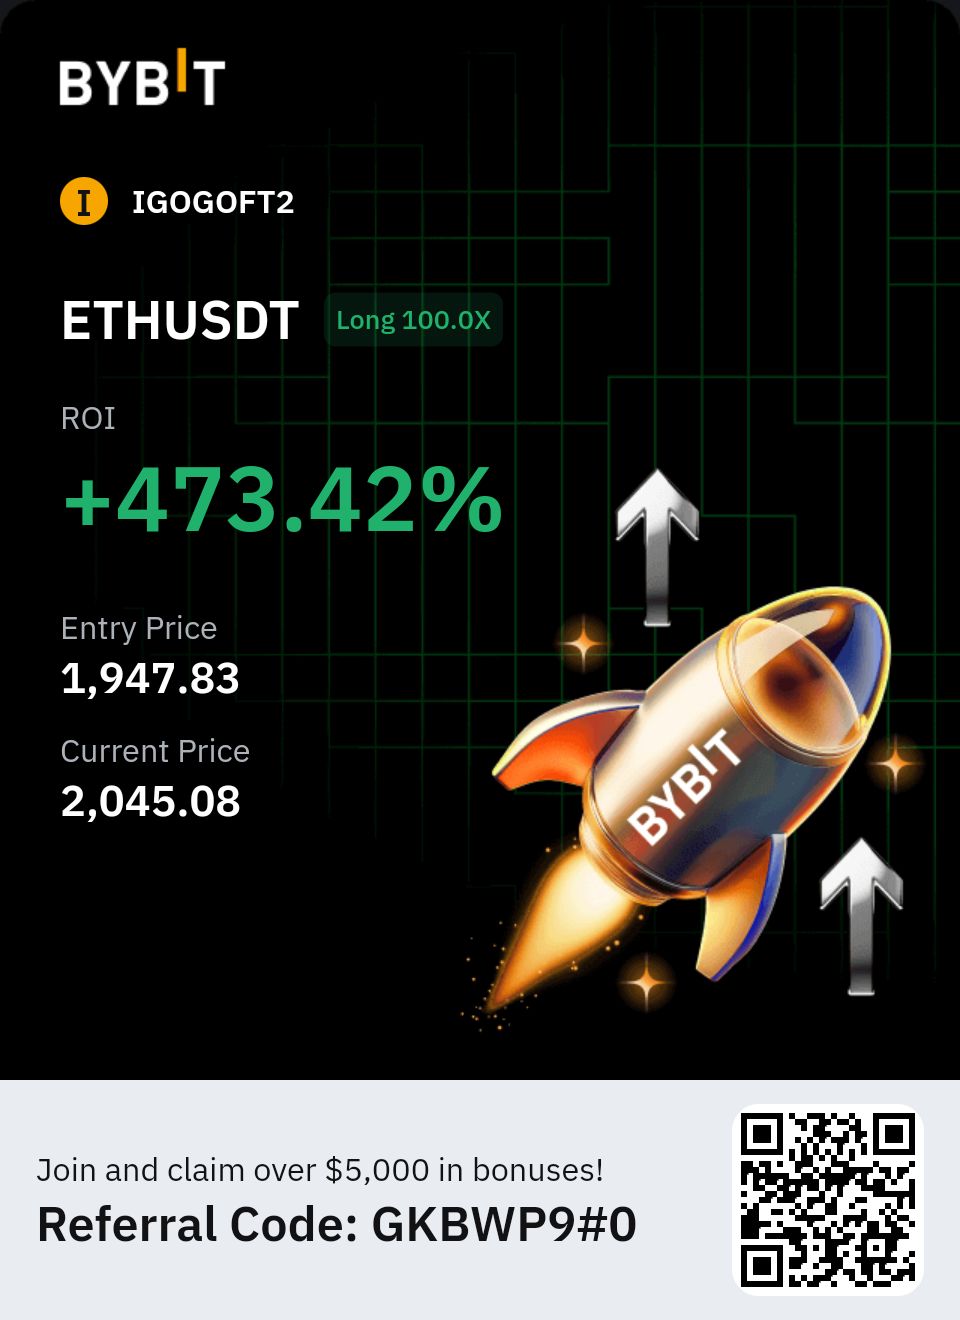 BYBIT
I IGOGOFT2
ETHUSDT Long 100.0X
ROI
+473.42%
Entry Price
1,947.83
Current Price
2,045.08
BYBIT
Join and claim over $5,000 in bonuses!
Referral Code: GKBWP9#0